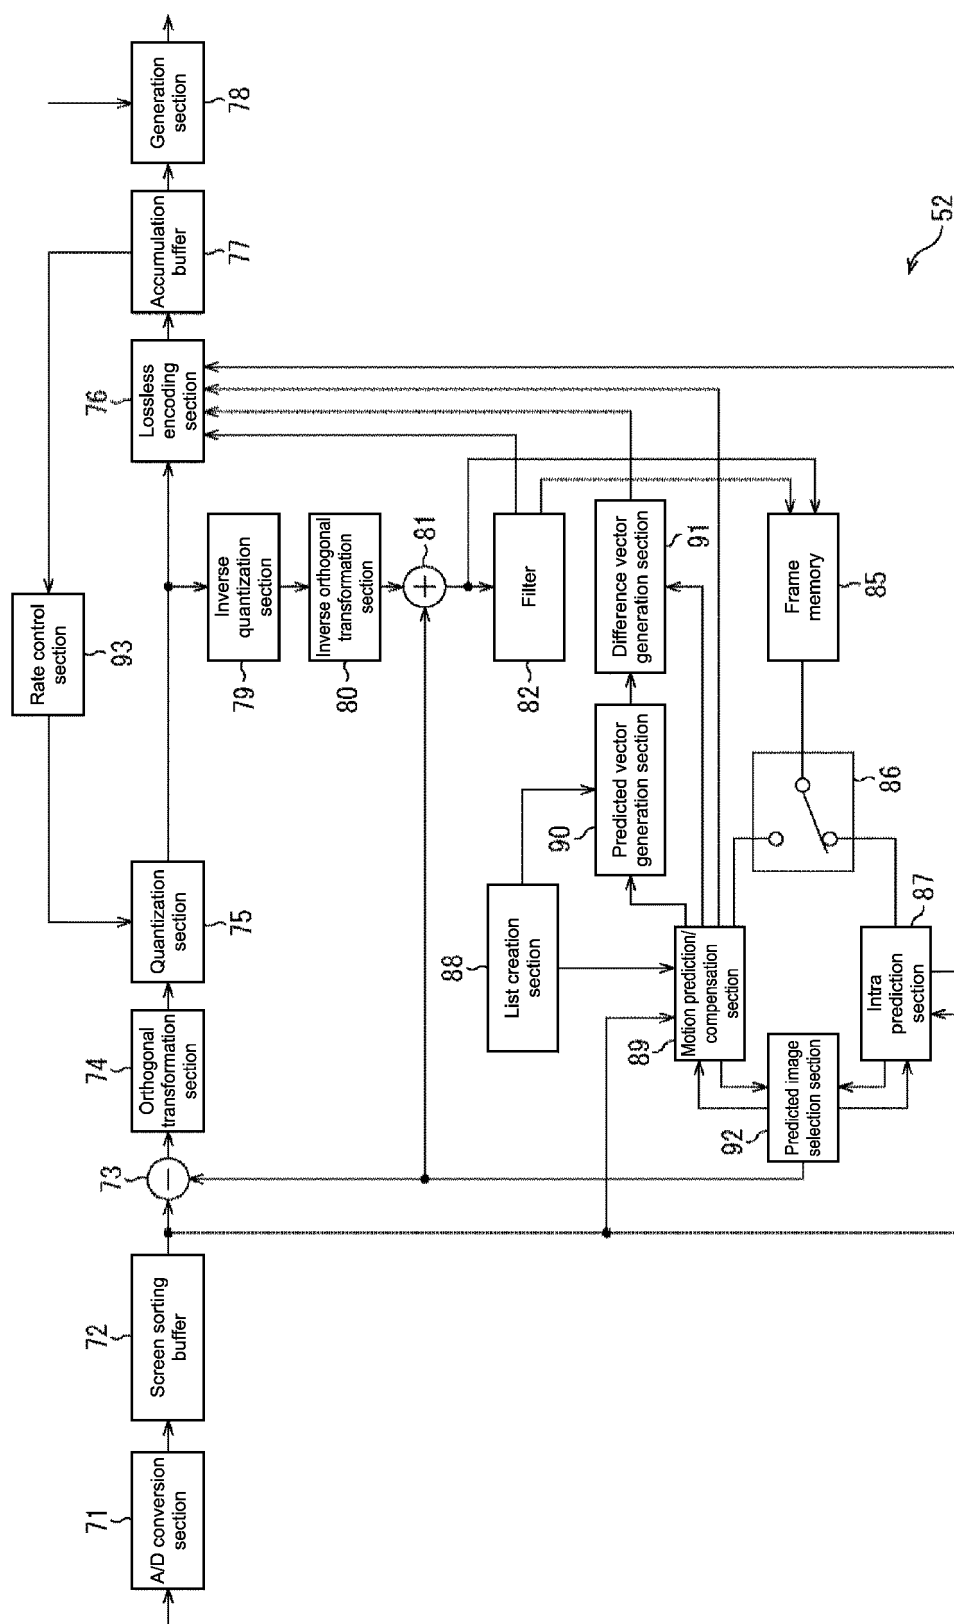 52
93
Rate control
section
71
A/D conversion
section
72
Screen sorting
buffer
73
−
74
Orthogonal
transformation
section
75
Quantization
section
76
Lossless
encoding
section
77
Accumulation
buffer
78
Generation
section
79
Inverse
quantization
section
80
Inverse orthogonal
transformation
section
81
+
82
Filter
88
List creation
section
90
Predicted vector
generation section
91
Difference vector
generation section
89
Motion prediction/
compensation
section
92
Predicted image
selection section
85
Frame
memory
86
87
Intra
prediction
section